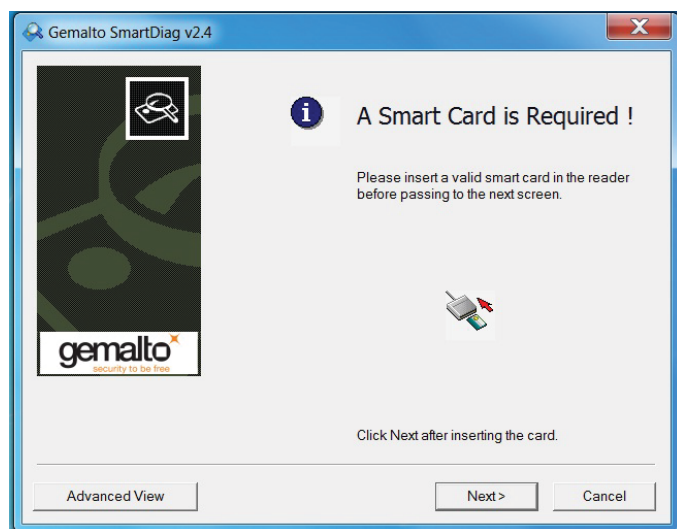 Gemalto SmartDiag v2.4
A Smart Card is Required !
Please insert a valid smart card in the reader
before passing to the next screen.
gemalto
security to be free
Click Next after inserting the card.
Advanced View
Next >
Cancel